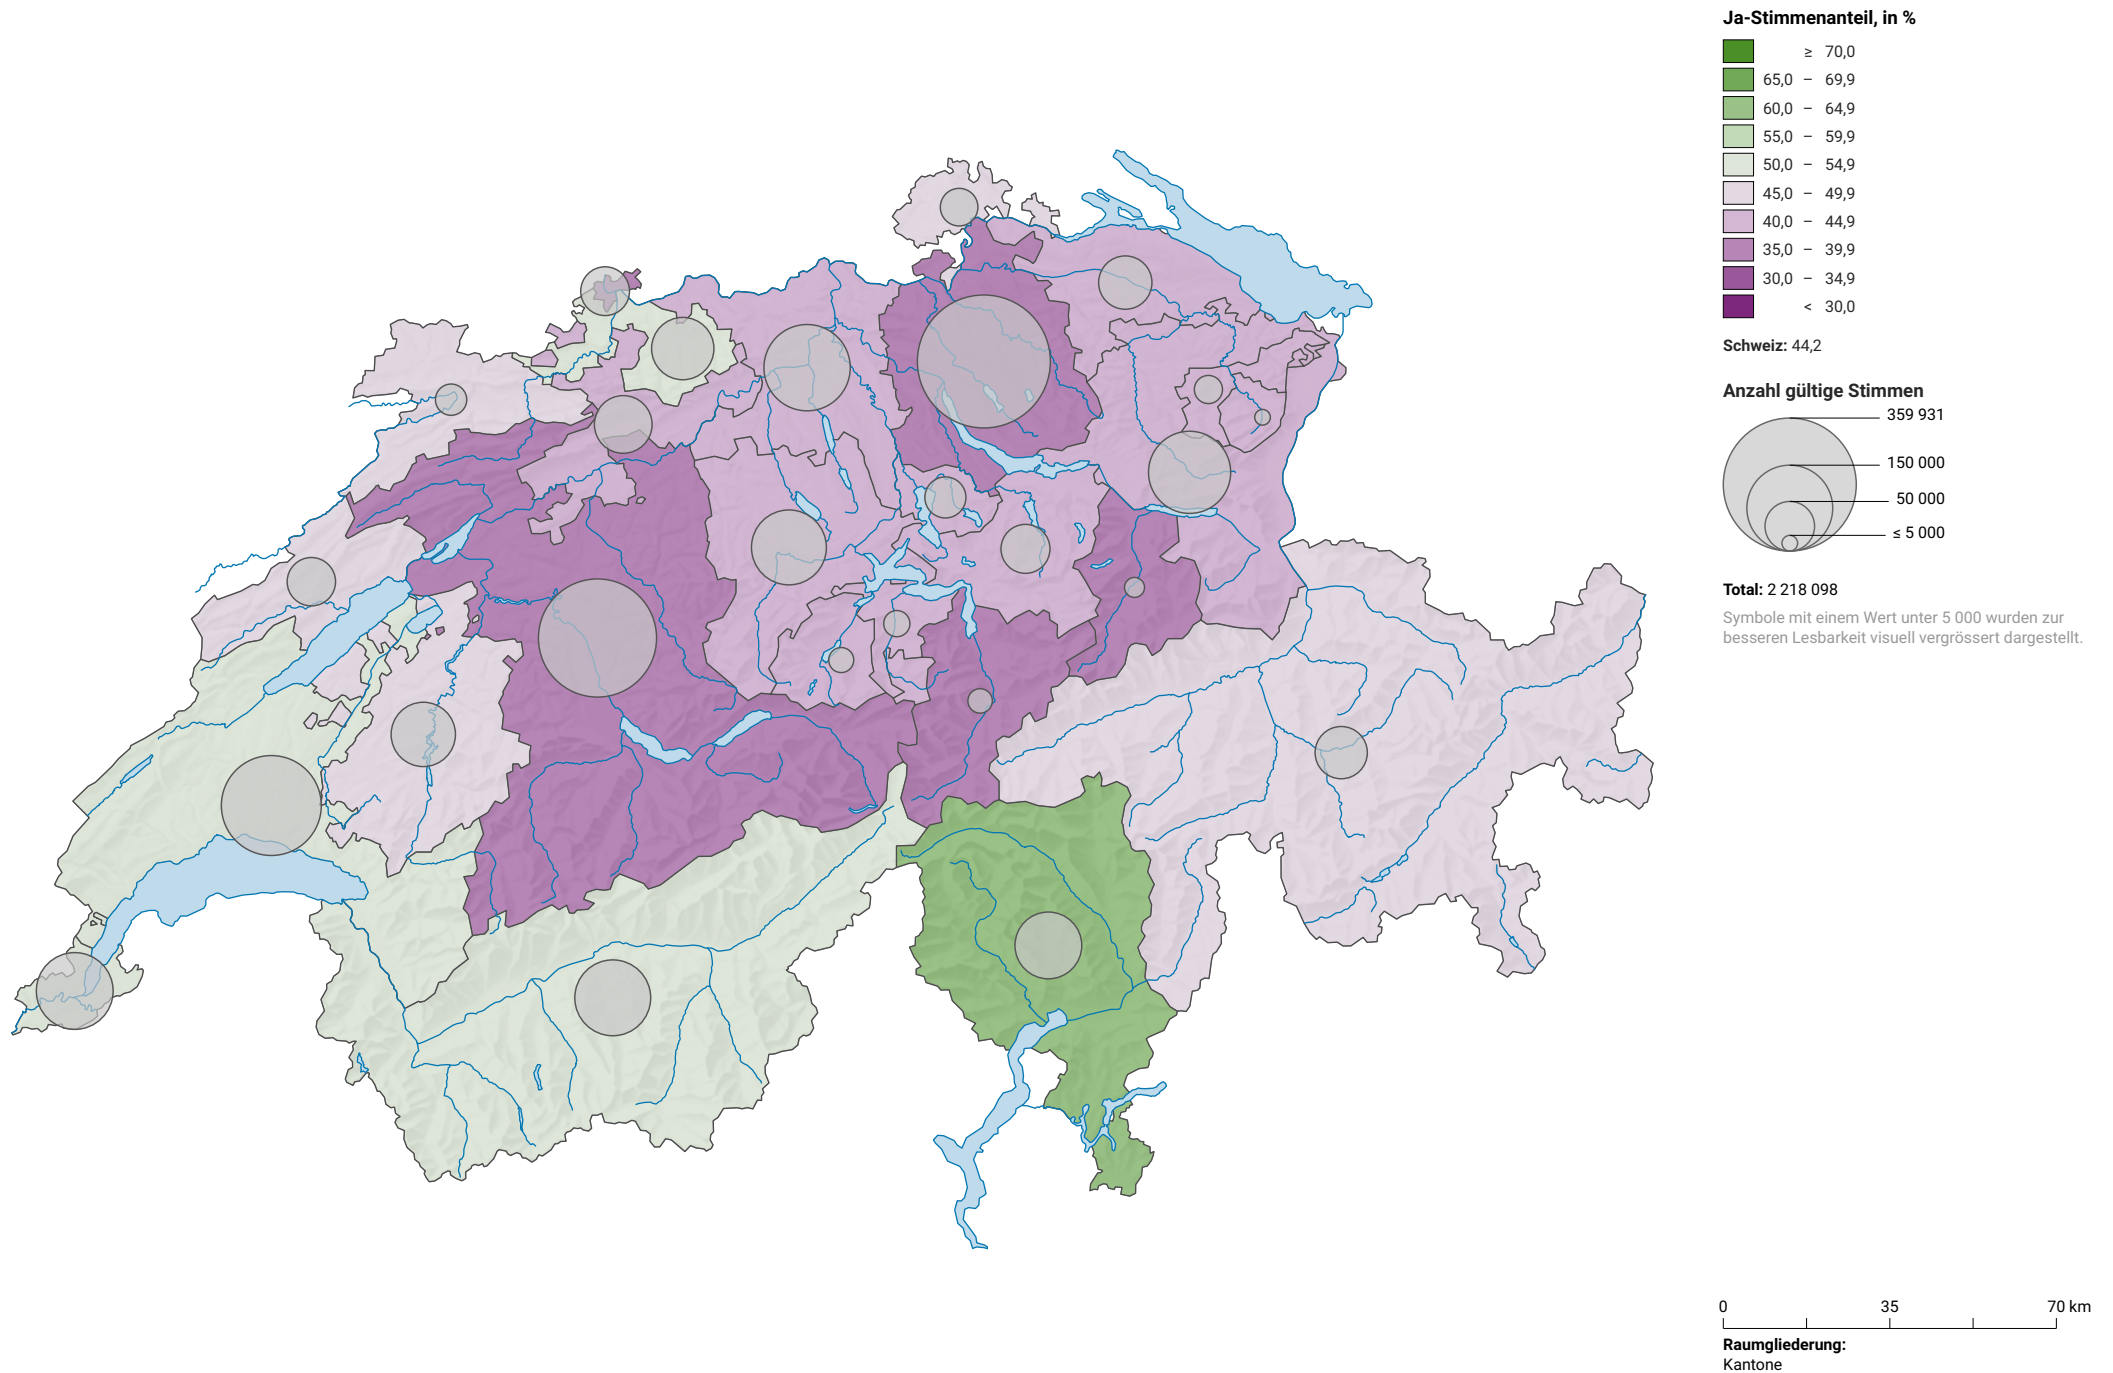 Ja-Stimmenanteil, in %
≥ 70,0
65,0 – 69,9
60,0 – 64,9
55,0 – 59,9
50,0 – 54,9
45,0 – 49,9
40,0 – 44,9
35,0 – 39,9
30,0 – 34,9
< 30,0
Schweiz: 44,2
Anzahl gültige Stimmen
359 931
150 000
50 000
≤ 5 000
Total: 2 218 098
Symbole mit einem Wert unter 5 000 wurden zur
besseren Lesbarkeit visuell vergrössert dargestellt.
0 35 70 km
Raumgliederung:
Kantone